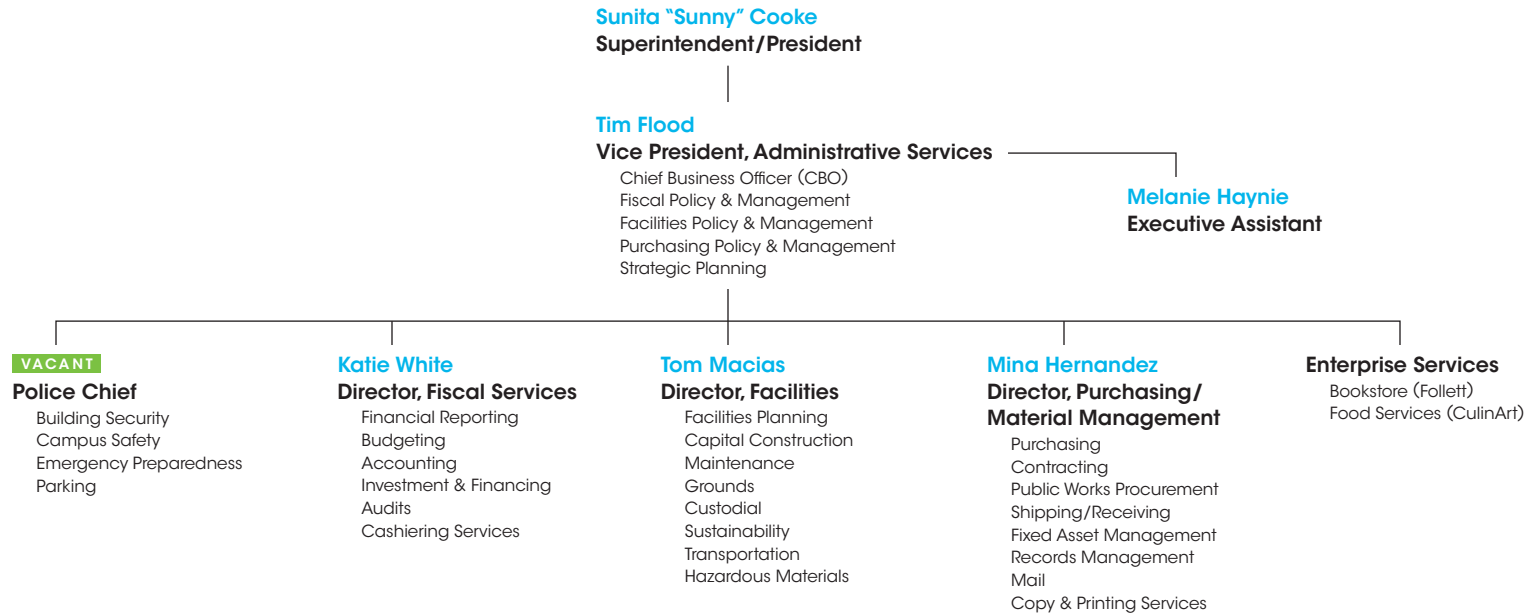 Sunita “Sunny” Cooke
Superintendent/President
Tim Flood
Vice President, Administrative Services
Chief Business Officer (CBO)
Fiscal Policy & Management
Facilities Policy & Management
Purchasing Policy & Management
Strategic Planning
Melanie Haynie
Executive Assistant
VACANT
Police Chief
Building Security
Campus Safety
Emergency Preparedness
Parking
Katie White
Director, Fiscal Services
Financial Reporting
Budgeting
Accounting
Investment & Financing
Audits
Cashiering Services
Tom Macias
Director, Facilities
Facilities Planning
Capital Construction
Maintenance
Grounds
Custodial
Sustainability
Transportation
Hazardous Materials
Mina Hernandez
Director, Purchasing/
Material Management
Purchasing
Contracting
Public Works Procurement
Shipping/Receiving
Fixed Asset Management
Records Management
Mail
Copy & Printing Services
Enterprise Services
Bookstore (Follett)
Food Services (CulinArt)